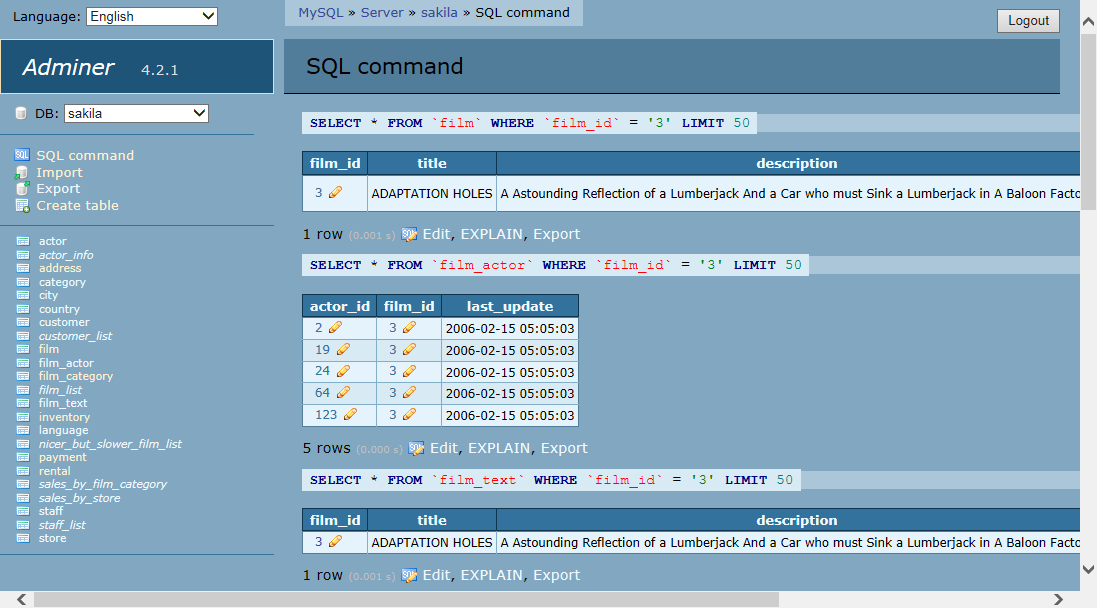 Language: English
MySQL » Server » sakila » SQL command
Logout
Adminer 4.2.1
SQL command
DB: sakila
SQL command
Import
Export
Create table
actor
actor_info
address
category
city
country
customer
customer_list
film
film_actor
film_category
film_list
film_text
inventory
language
nicer_but_slower_film_list
payment
rental
sales_by_film_category
sales_by_store
staff
staff_list
store
SELECT * FROM `film` WHERE `film_id` = '3' LIMIT 50
film_id title description
3 ADAPTATION HOLES A Astounding Reflection of a Lumberjack And a Car who must Sink a Lumberjack in A Baloon Facto
1 row (0.001 s) Edit, EXPLAIN, Export
SELECT * FROM `film_actor` WHERE `film_id` = '3' LIMIT 50
actor_id film_id last_update
2 3 2006-02-15 05:05:03
19 3 2006-02-15 05:05:03
24 3 2006-02-15 05:05:03
64 3 2006-02-15 05:05:03
123 3 2006-02-15 05:05:03
5 rows (0.000 s) Edit, EXPLAIN, Export
SELECT * FROM `film_text` WHERE `film_id` = '3' LIMIT 50
film_id title description
3 ADAPTATION HOLES A Astounding Reflection of a Lumberjack And a Car who must Sink a Lumberjack in A Baloon Facto
1 row (0.001 s) Edit, EXPLAIN, Export